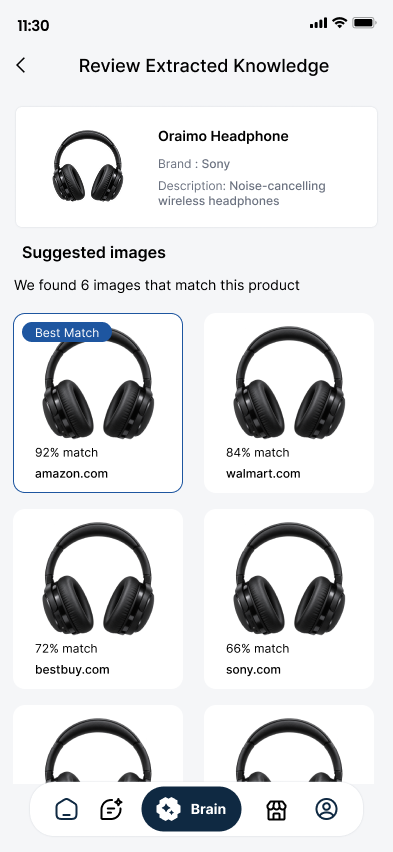 11:30
Review Extracted Knowledge
Oraimo Headphone
Brand : Sony
Description: Noise-cancelling
wireless headphones
Suggested images
We found 6 images that match this product
Best Match
92% match
amazon.com
84% match
walmart.com
72% match
bestbuy.com
66% match
sony.com
Brain